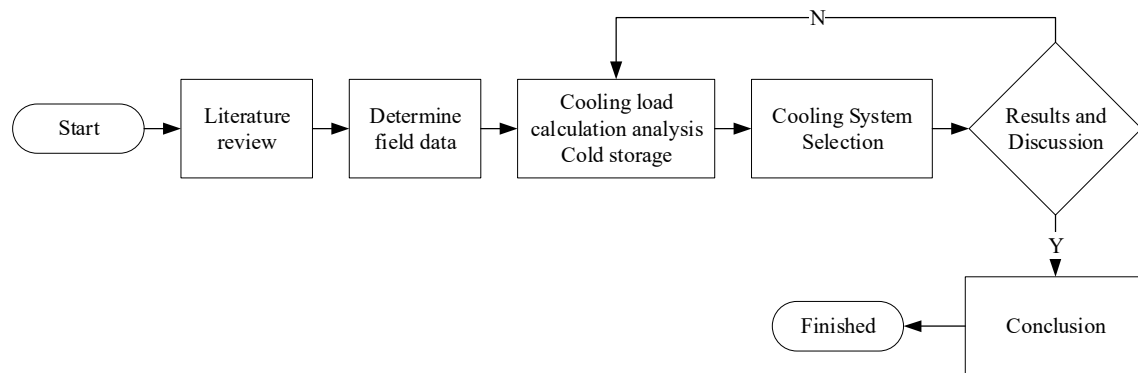 N
Start
Literature
review
Determine
field data
Cooling load
calculation analysis
Cold storage
Cooling System
Selection
Results and
Discussion
Y
Conclusion
Finished